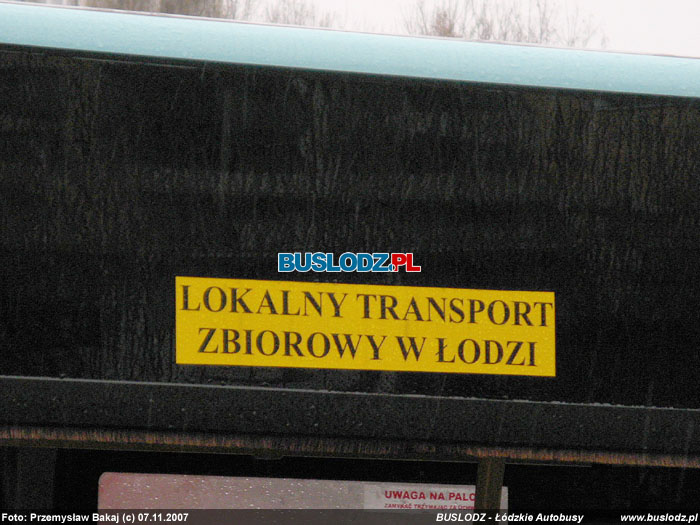 BUSLODZ.PL
LOKALNY TRANSPORT
ZBIOROWY W ŁODZI
UWAGA NA
Foto: Przemysław Bakaj (c) 07.11.2007 BUSLODZ - Łódzkie Autobusy www.buslodz.pl